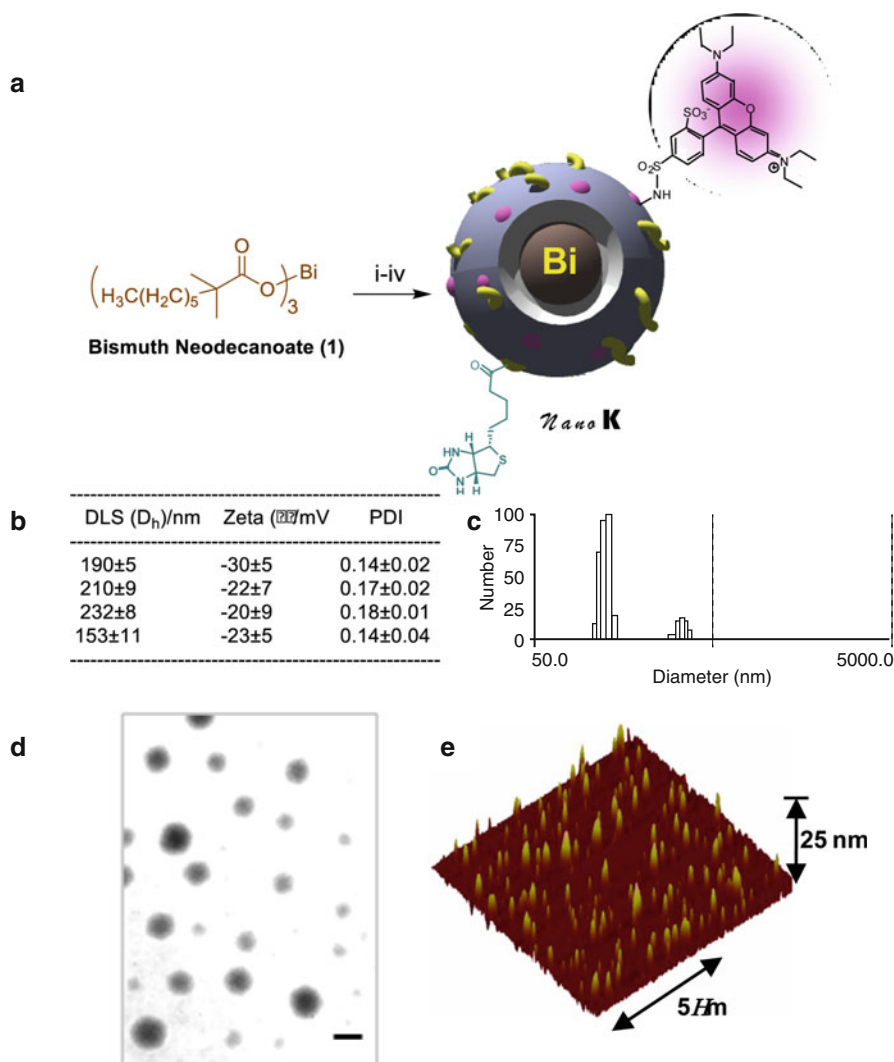 a
N
O
SO3-
N
⊕
O2S
NH
Bi
O
H3C(H2C)5
O
)3
Bi
i-iv
Bismuth Neodecanoate (1)
O
Nano K
H
HN
S
O
N
H
H
b
DLS (Dh)/nm Zeta ( /mV PDI
190±5 -30±5 0.14±0.02
210±9 -22±7 0.17±0.02
232±8 -20±9 0.18±0.01
153±11 -23±5 0.14±0.04
c
100
75
50
25
0
Number
50.0 5000.0
Diameter (nm)
d
e
25 nm
5Hm